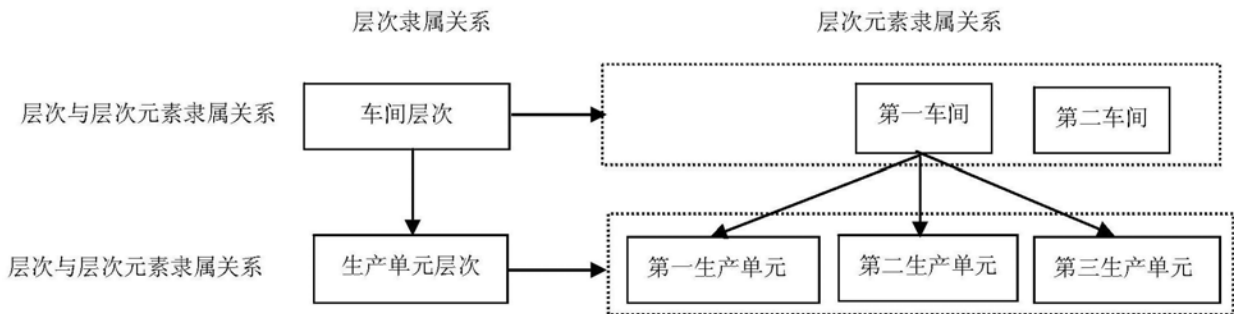 层次隶属关系
层次元素隶属关系
层次与层次元素隶属关系
车间层次
第一车间
第二车间
层次与层次元素隶属关系
生产单元层次
第一生产单元
第二生产单元
第三生产单元